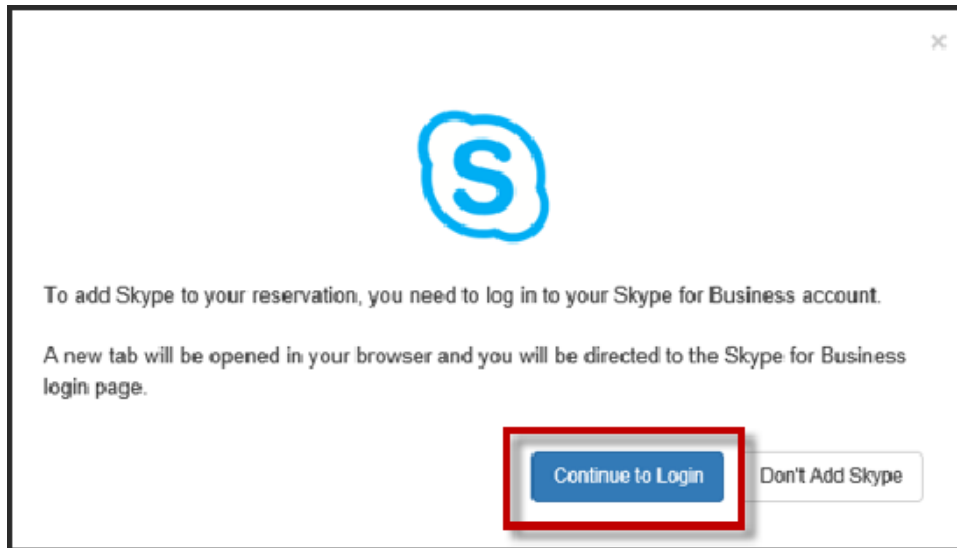 ×
S
To add Skype to your reservation, you need to log in to your Skype for Business account.
A new tab will be opened in your browser and you will be directed to the Skype for Business
login page.
Continue to Login Don't Add Skype